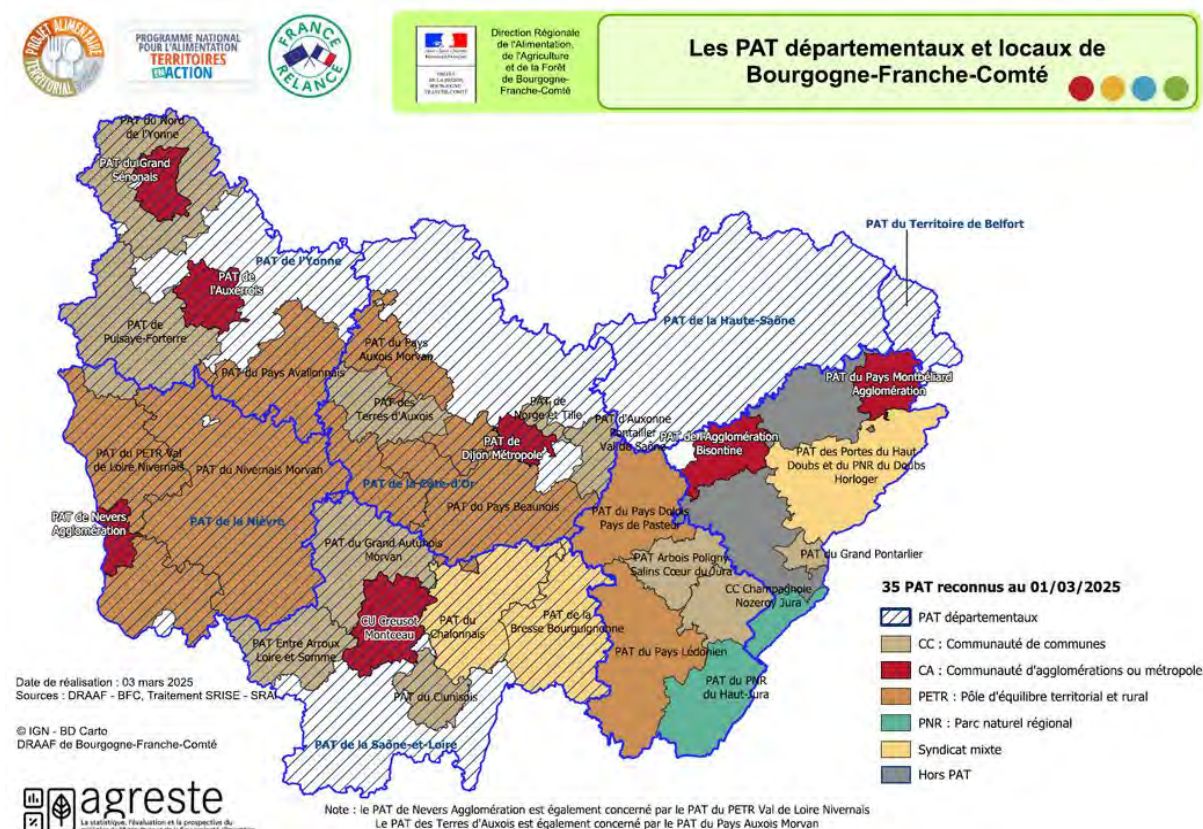 PROJET ALIMENTAIRE
TERRITORIAL
PROGRAMME NATIONAL
POUR L'ALIMENTATION
TERRITOIRES
EN ACTION
FRANCE
RELANCE
Direction Régionale
de l'Alimentation,
de l'Agriculture
et de la Forêt
de Bourgogne-
Franche-Comté
Les PAT départementaux et locaux de
Bourgogne-Franche-Comté
PAT du Nord
de l'Yonne
PAT du Grand
Sénonais
PAT du Territoire de Belfort
PAT de l'Yonne
PAT de
l'Auxerrois
PAT de la Haute-Saône
PAT de
Puisaye-Forterre
PAT du Pays
Auxois Morvan
PAT du Pays Avallonnais
PAT du Pays Montbéliard
Agglomération
PAT des
Terres d'Auxois
PAT de
Norge et Tille
PAT d'Auxonne
Pontailler
Val de Saône
PAT de
Dijon Métropole
PAT de l'Agglomération
Bisontine
PAT des Portes du Haut
Doubs et du PNR du Doubs
Horloger
PAT du PETR Val
de Loire Nivernais
PAT du Nivernais Morvan
PAT de la Côte-d'Or
PAT du Pays Beaunois
PAT du Pays Dolois
Pays de Pasteur
PAT de Nevers
Agglomération
PAT de la Nièvre
PAT du Grand Autunois
Morvan
PAT Arbois Poligny
Salins Cœur du Jura
PAT du Grand Pontarlier
CC Champagnole
Nozeroy Jura
CU Creusot
Montceau
PAT du
Chalonnais
PAT de la
Bresse Bourguignonne
PAT Entre Arroux
Loire et Somme
PAT du Pays Lédonien
PAT du Clunisois
PAT du PNR
du Haut-Jura
PAT de la Saône-et-Loire
35 PAT reconnus au 01/03/2025
PAT départementaux
CC : Communauté de communes
CA : Communauté d'agglomérations ou métropole
PETR : Pôle d'équilibre territorial et rural
PNR : Parc naturel régional
Syndicat mixte
Hors PAT
Date de réalisation : 03 mars 2025
Sources : DRAAF - BFC, Traitement SRISE - SRAL
© IGN - BD Carto
DRAAF de Bourgogne-Franche-Comté
agreste
La statistique, l'évaluation et la prospective du
Note : le PAT de Nevers Agglomération est également concerné par le PAT du PETR Val de Loire Nivernais
Le PAT des Terres d'Auxois est également concerné par le PAT du Pays Auxois Morvan